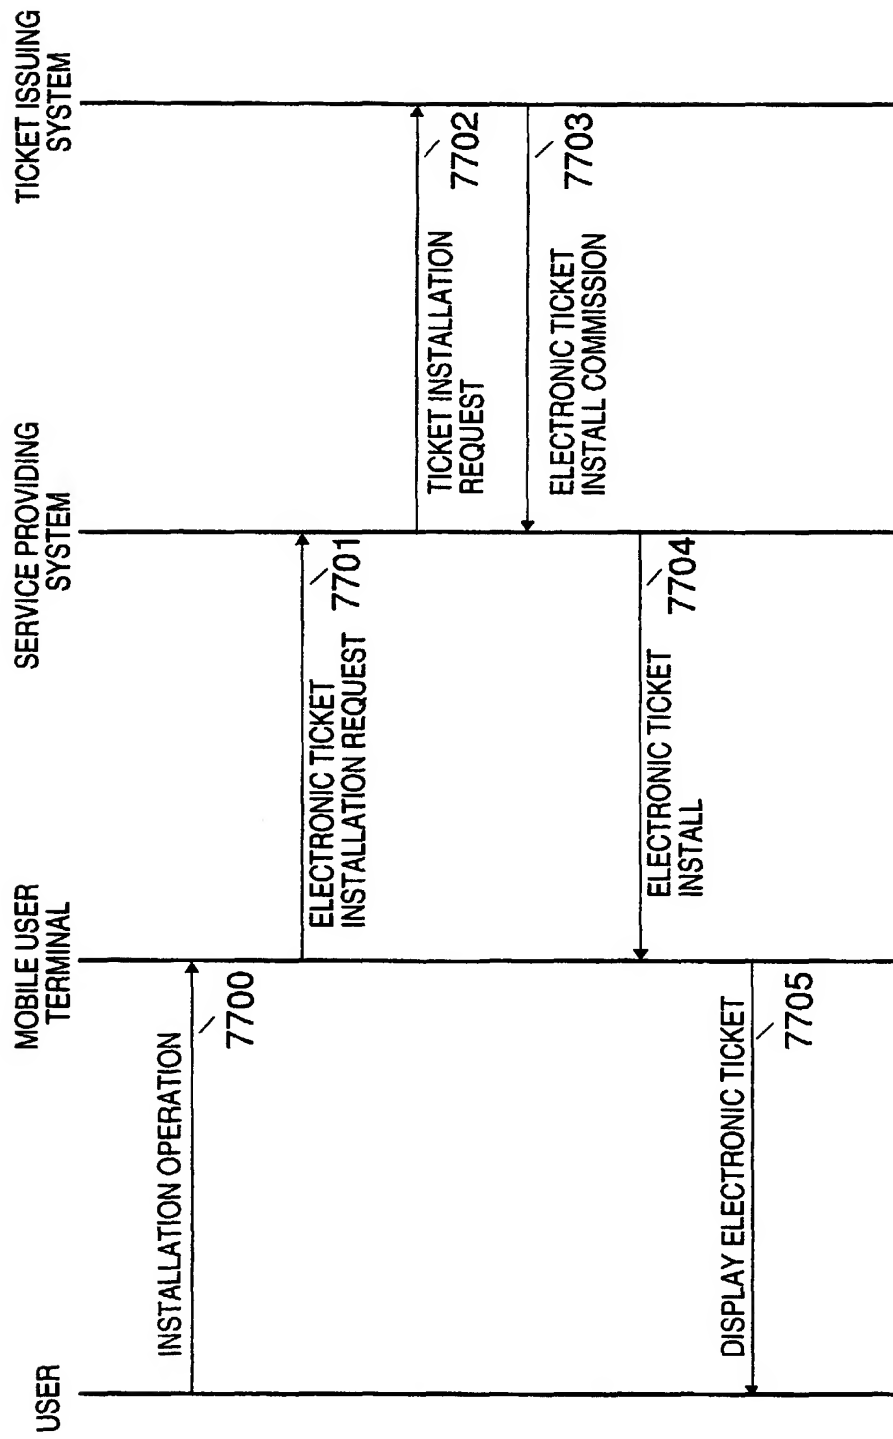 USER
MOBILE USER
TERMINAL
SERVICE PROVIDING
SYSTEM
TICKET ISSUING
SYSTEM
INSTALLATION OPERATION
7700
ELECTRONIC TICKET
INSTALLATION REQUEST
7701
TICKET INSTALLATION
REQUEST
7702
ELECTRONIC TICKET
INSTALL COMMISSION
7703
ELECTRONIC TICKET
INSTALL
7704
DISPLAY ELECTRONIC TICKET
7705